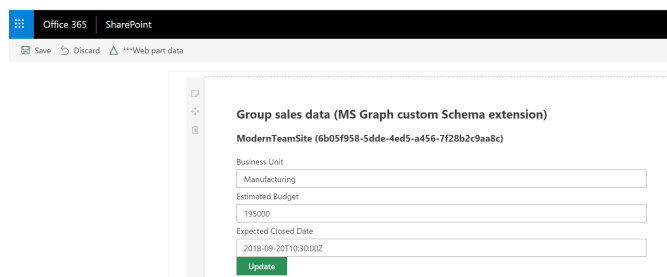 Office 365 SharePoint
Save Discard ***Web part data
Group sales data (MS Graph custom Schema extension)
ModernTeamSite (6b05f958-5dde-4ed5-a456-7f28b2c9aa8c)
Business Unit
Manufacturing
Estimated Budget
195000
Expected Closed Date
2018-09-20T10:30:00Z
Update